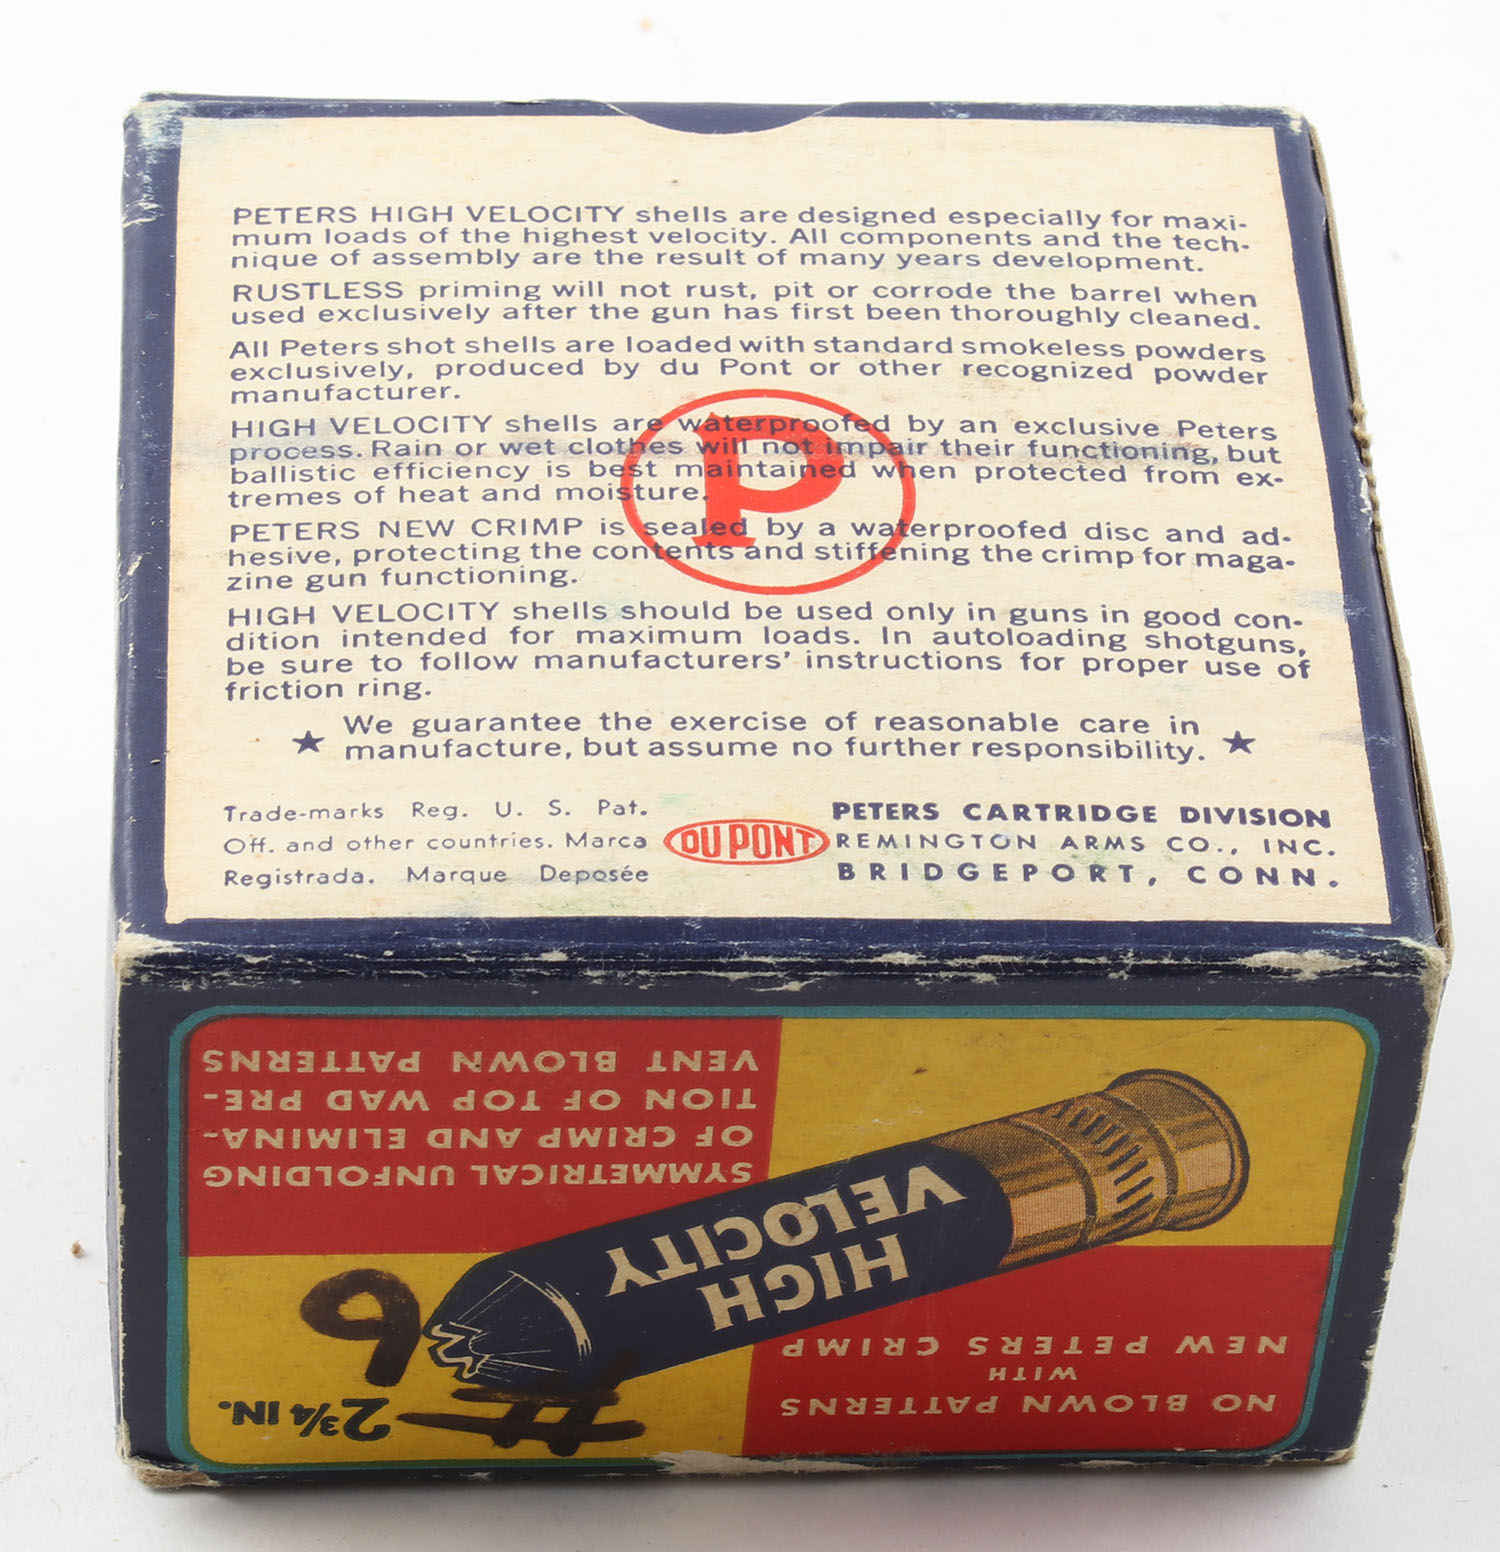 PETERS HIGH VELOCITY shells are designed especially for maxi-
mum loads of the highest velocity. All components and the tech-
nique of assembly are the result of many years development.
RUSTLESS priming will not rust, pit or corrode the barrel when
used exclusively after the gun has first been thoroughly cleaned.
All Peters shot shells are loaded with standard smokeless powders
exclusively, produced by du Pont or other recognized powder
manufacturer.
HIGH VELOCITY shells are waterproofed by an exclusive Peters
process. Rain or wet clothes will not impair their functioning, but
ballistic efficiency is best maintained when protected from ex-
tremes of heat and moisture.
P
PETERS NEW CRIMP is sealed by a waterproofed disc and ad-
hesive, protecting the contents and stiffening the crimp for maga-
zine gun functioning.
HIGH VELOCITY shells should be used only in guns in good con-
dition intended for maximum loads. In autoloading shotguns,
be sure to follow manufacturers' instructions for proper use of
friction ring.
★ We guarantee the exercise of reasonable care in
manufacture, but assume no further responsibility. ★
Trade-marks Reg. U. S. Pat.
Off. and other countries. Marca
Registrada. Marque Deposée
DU PONT
PETERS CARTRIDGE DIVISION
REMINGTON ARMS CO., INC.
BRIDGEPORT, CONN.
NO BLOWN PATTERNS
WITH
NEW PETERS CRIMP
2¾ IN.
# 6
HIGH
VELOCITY
SYMMETRICAL UNFOLDING
OF CRIMP AND ELIMINA-
TION OF TOP WAD PRE-
VENT BLOWN PATTERNS